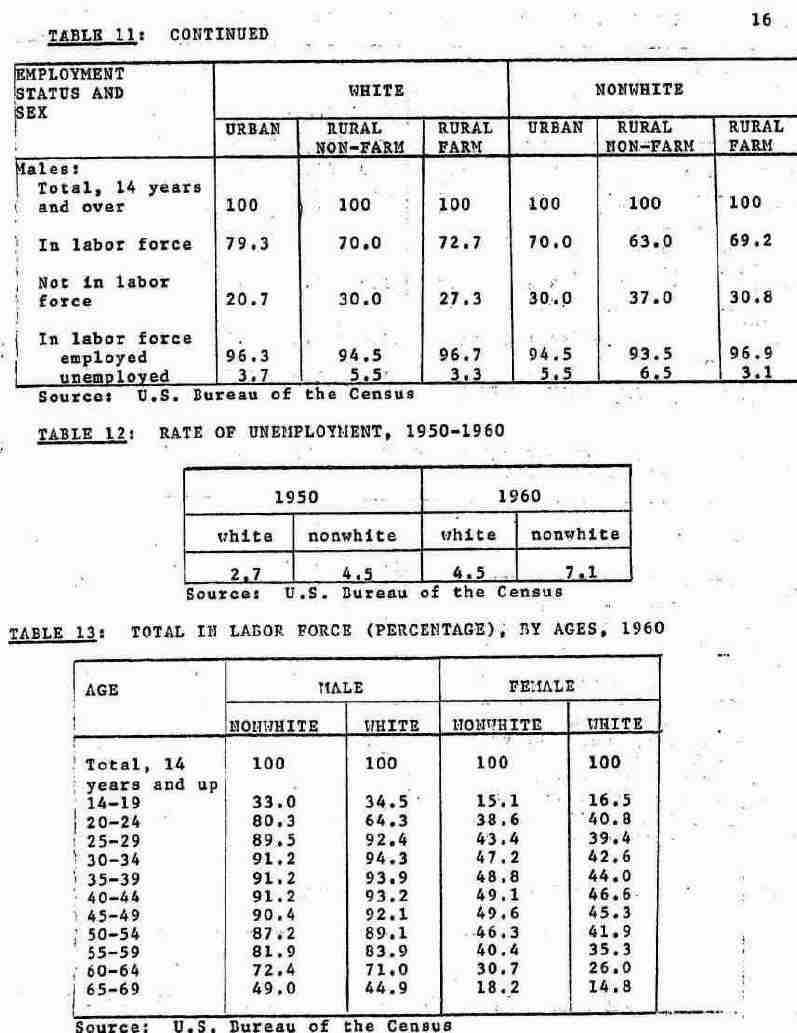 16
TABLE 11: CONTINUED
EMPLOYMENT
STATUS AND WHITE NONWHITE
SEX
URBAN RURAL RURAL URBAN RURAL RURAL
NON-FARM FARM NON-FARM FARM
Males:
Total, 14 years
and over 100 100 100 100 100 100
In labor force 79.3 70.0 72.7 70.0 63.0 69.2
Not in labor
force 20.7 30.0 27.3 30.0 37.0 30.8
In labor force
employed 96.3 94.5 96.7 94.5 93.5 96.9
unemployed 3.7 5.5 3.3 5.5 6.5 3.1
Source: U.S. Bureau of the Census
TABLE 12: RATE OF UNEMPLOYMENT, 1950-1960
1950 1960
white nonwhite white nonwhite
2.7 4.5 4.5 7.1
Source: U.S. Bureau of the Census
TABLE 13: TOTAL IN LABOR FORCE (PERCENTAGE), BY AGES, 1960
AGE MALE FEMALE
NONWHITE WHITE NONWHITE WHITE
Total, 14 100 100 100 100
years and up
14-19 33.0 34.5 15.1 16.5
20-24 80.3 64.3 38.6 40.8
25-29 89.5 92.4 43.4 39.4
30-34 91.2 94.3 47.2 42.6
35-39 91.2 93.9 48.8 44.0
40-44 91.2 93.2 49.1 46.6
45-49 90.4 92.1 49.6 45.3
50-54 87.2 89.1 46.3 41.9
55-59 81.9 83.9 40.4 35.3
60-64 72.4 71.0 30.7 26.0
65-69 49.0 44.9 18.2 14.8
Source: U.S. Bureau of the Census